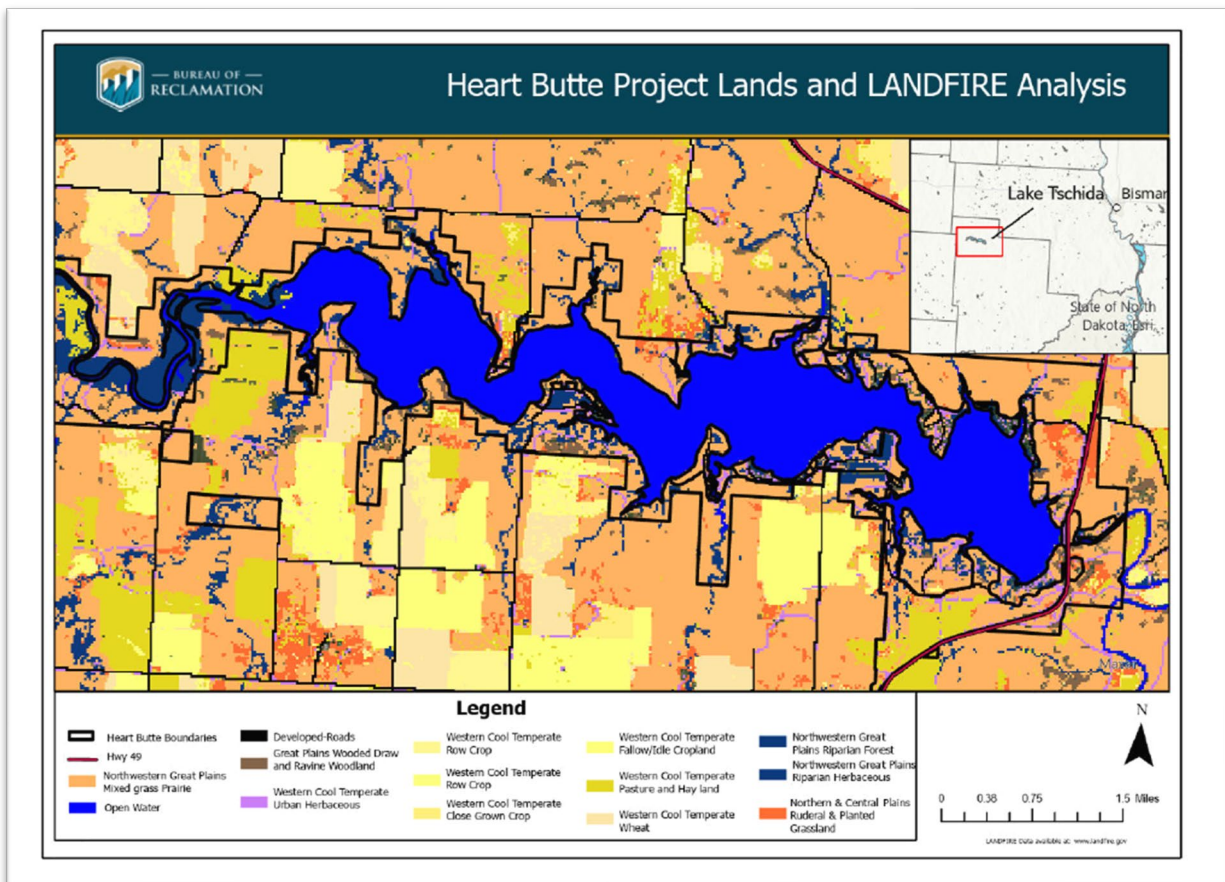 BUREAU OF
RECLAMATION
Heart Butte Project Lands and LANDFIRE Analysis
Lake Tschida
Bismar
State of North
Dakota, Esri
Legend
Heart Butte Boundaries
Hwy 49
Northwestern Great Plains
Mixed grass Prairie
Open Water
Developed-Roads
Great Plains Wooded Draw
and Ravine Woodland
Western Cool Temperate
Urban Herbaceous
Western Cool Temperate
Row Crop
Western Cool Temperate
Row Crop
Western Cool Temperate
Close Grown Crop
Western Cool Temperate
Fallow/Idle Cropland
Western Cool Temperate
Pasture and Hay land
Western Cool Temperate
Wheat
Northwestern Great
Plains Riparian Forest
Northwestern Great Plains
Riparian Herbaceous
Northern & Central Plains
Ruderal & Planted
Grassland
N
0 0.38 0.75 1.5 Miles
LANDFIRE Data available at: www.landfire.gov